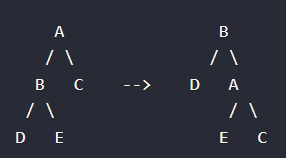 A B
/ \ / \
B C --> D A
/ \ / \
D E E C